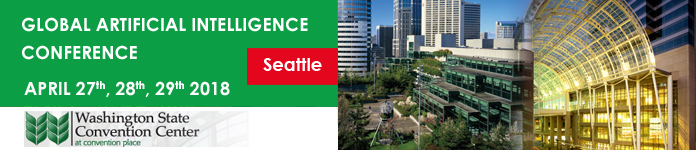 GLOBAL ARTIFICIAL INTELLIGENCE
CONFERENCE
Seattle
APRIL 27th, 28th, 29th 2018
Washington State
Convention Center
at convention place